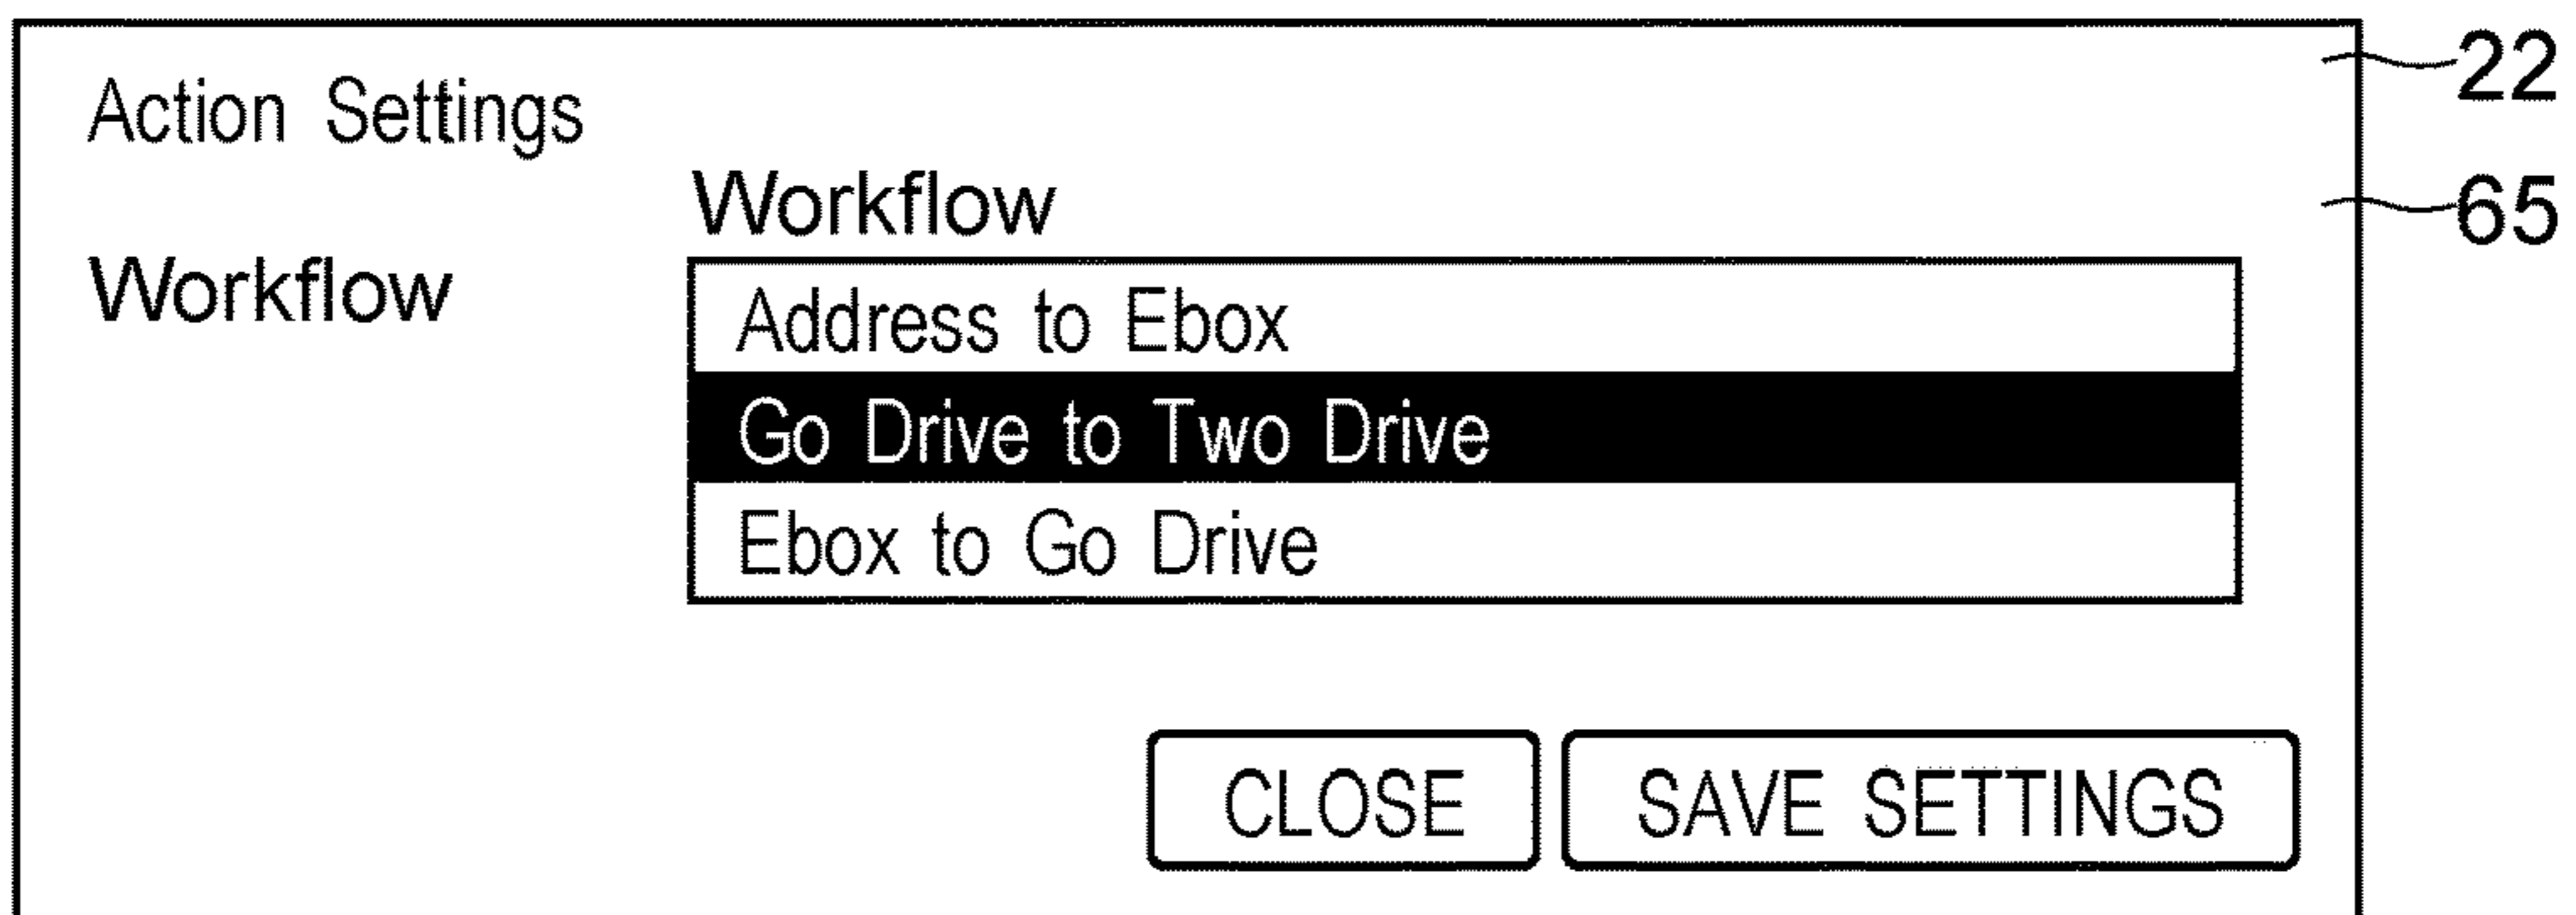 Action Settings
22
Workflow
65
Workflow
Address to Ebox
Go Drive to Two Drive
Ebox to Go Drive
CLOSE
SAVE SETTINGS